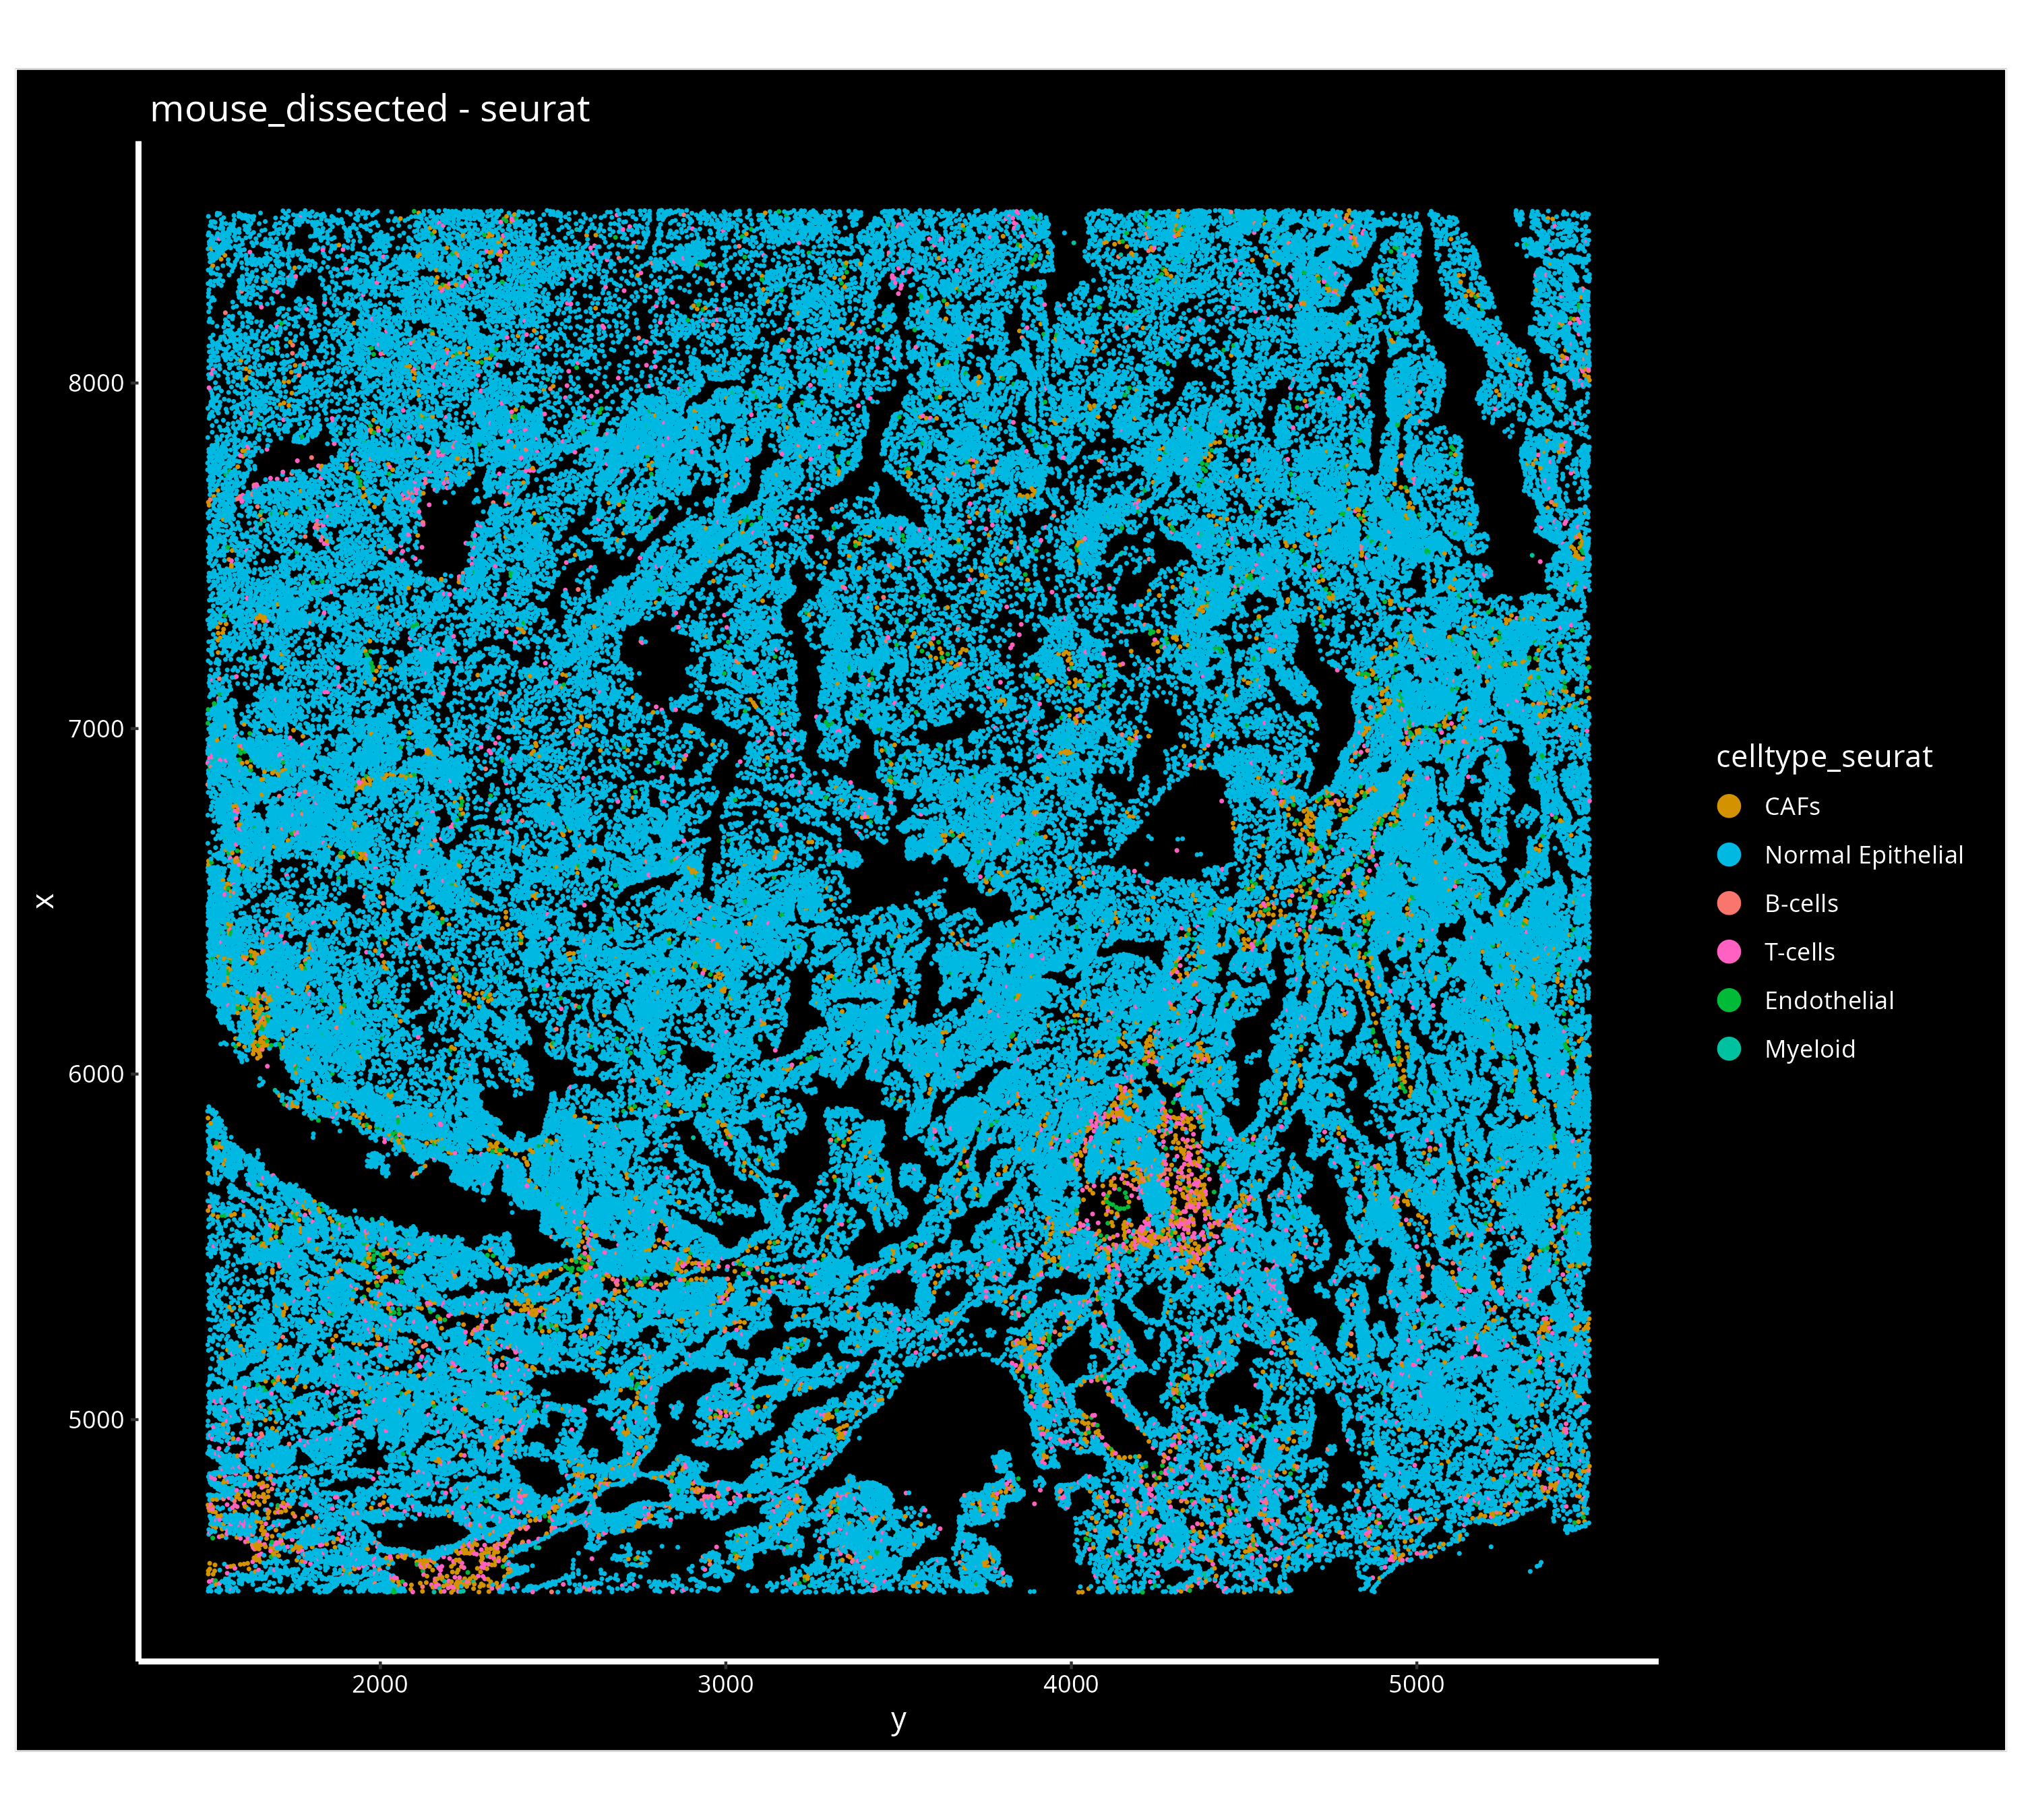 mouse_dissected - seurat
x
8000
7000
6000
5000
2000 3000 4000 5000
y
celltype_seurat
CAFs
Normal Epithelial
B-cells
T-cells
Endothelial
Myeloid